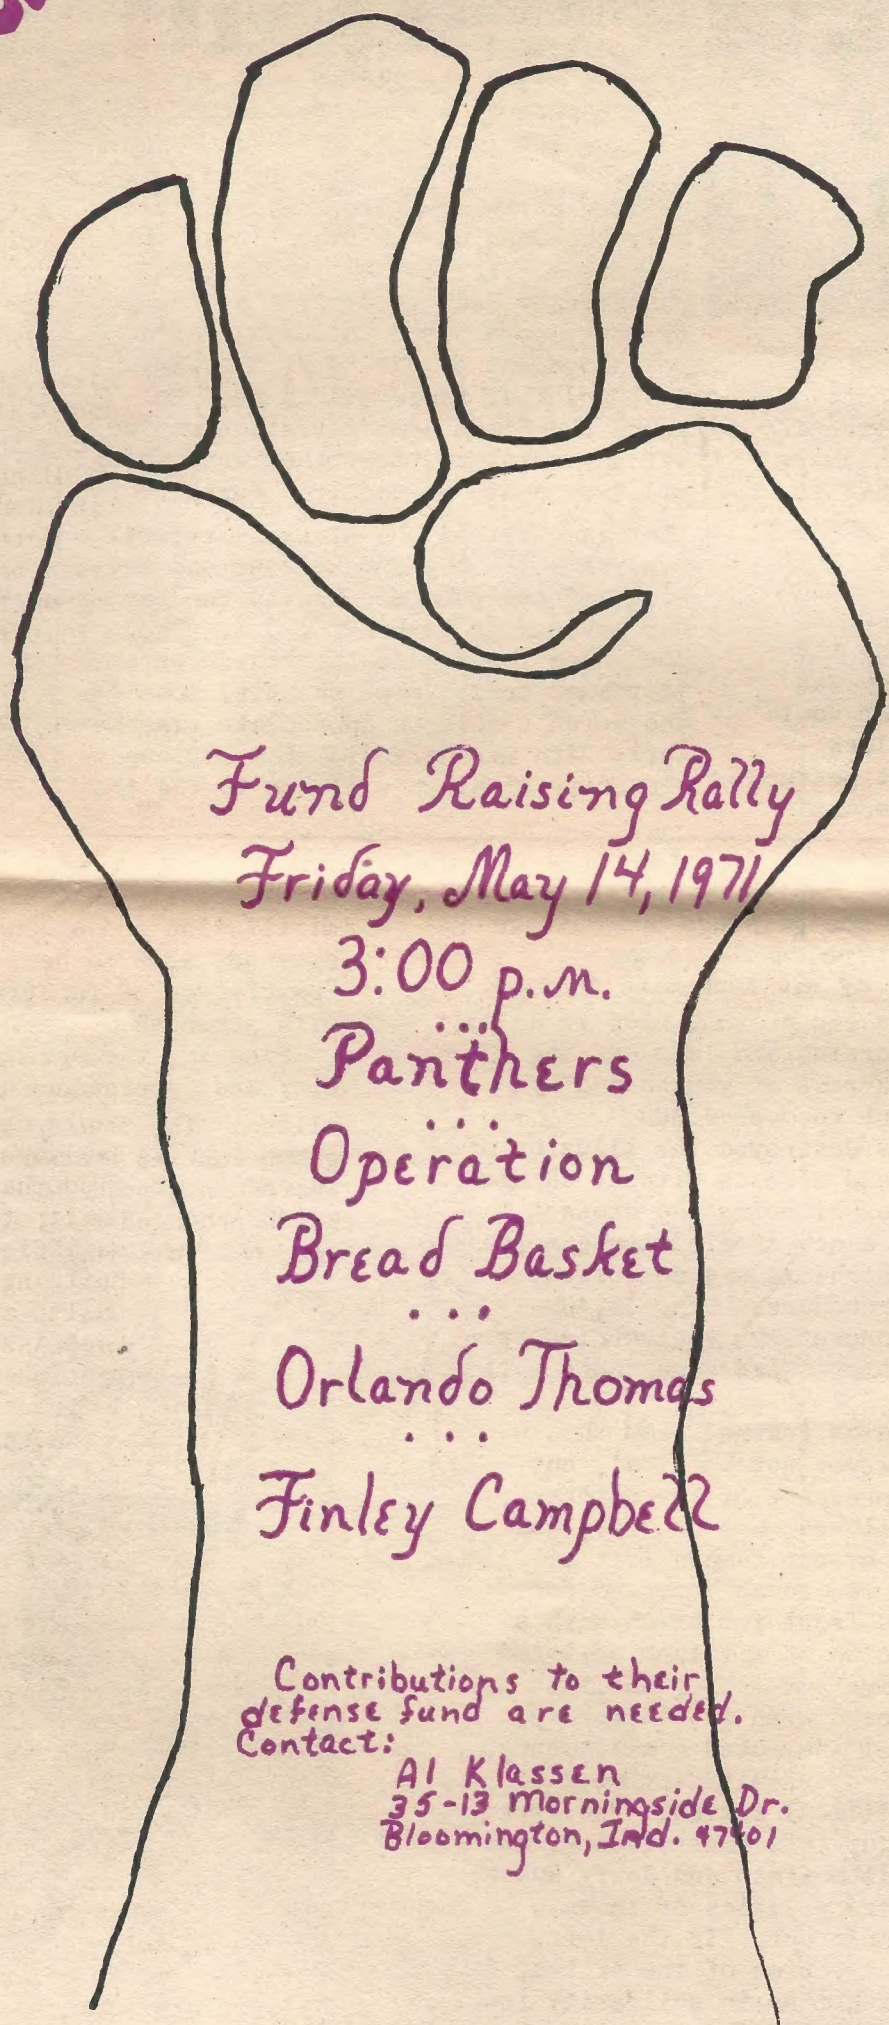 Fund Raising Rally
Friday, May 14, 1971
3:00 p.m.
...
Panthers
...
Operation
Bread Basket
...
Orlando Thomas
...
Finley Campbell
Contributions to their
defense fund are needed.
Contact:
Al Klassen
35-13 Morningside Dr.
Bloomington, Ind. 47401